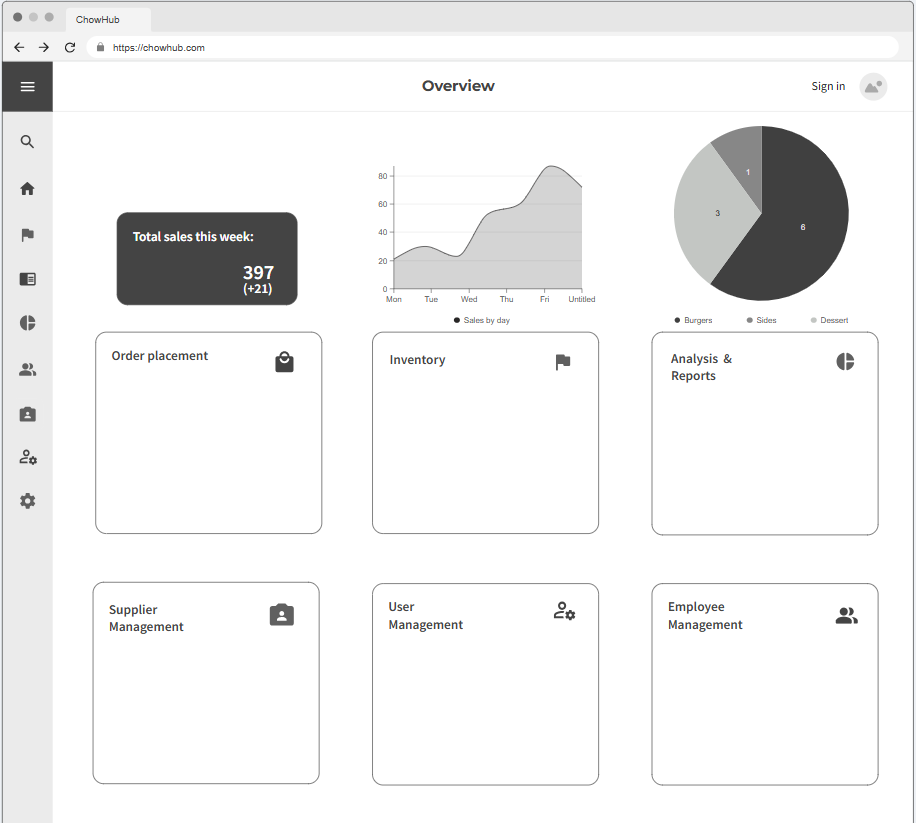 ChowHub
https://chowhub.com
Overview
Sign in
Total sales this week:
397
(+21)
80
60
40
20
0
Mon Tue Wed Thu Fri Untitled
Sales by day
1
3
6
Burgers Sides Dessert
Order placement
Inventory
Analysis &
Reports
Supplier
Management
User
Management
Employee
Management